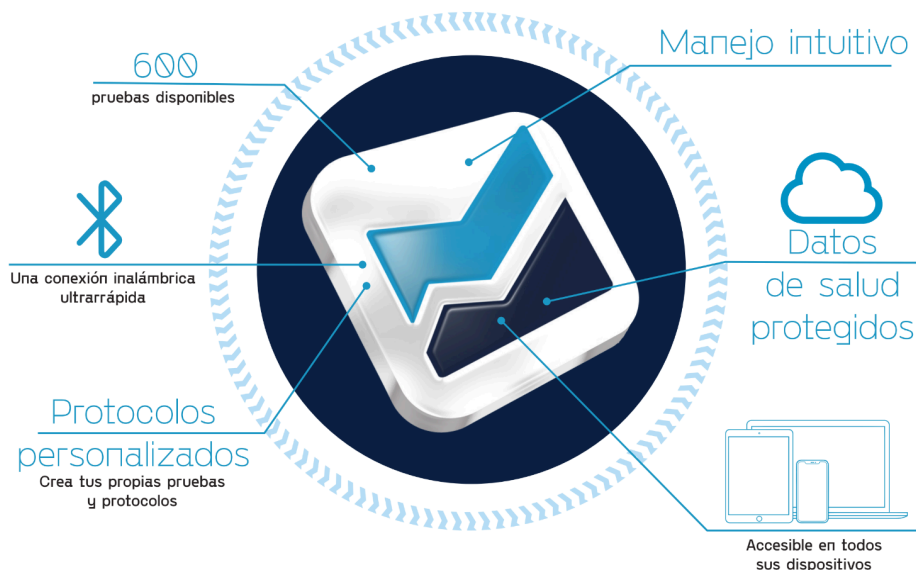 600
pruebas disponibles
Manejo intuitivo
Una conexión inalámbrica
ultrarrápida
Datos
de salud
protegidos
Protocolos
personalizados
Crea tus propias pruebas
y protocolos
Accesible en todos
sus dispositivos